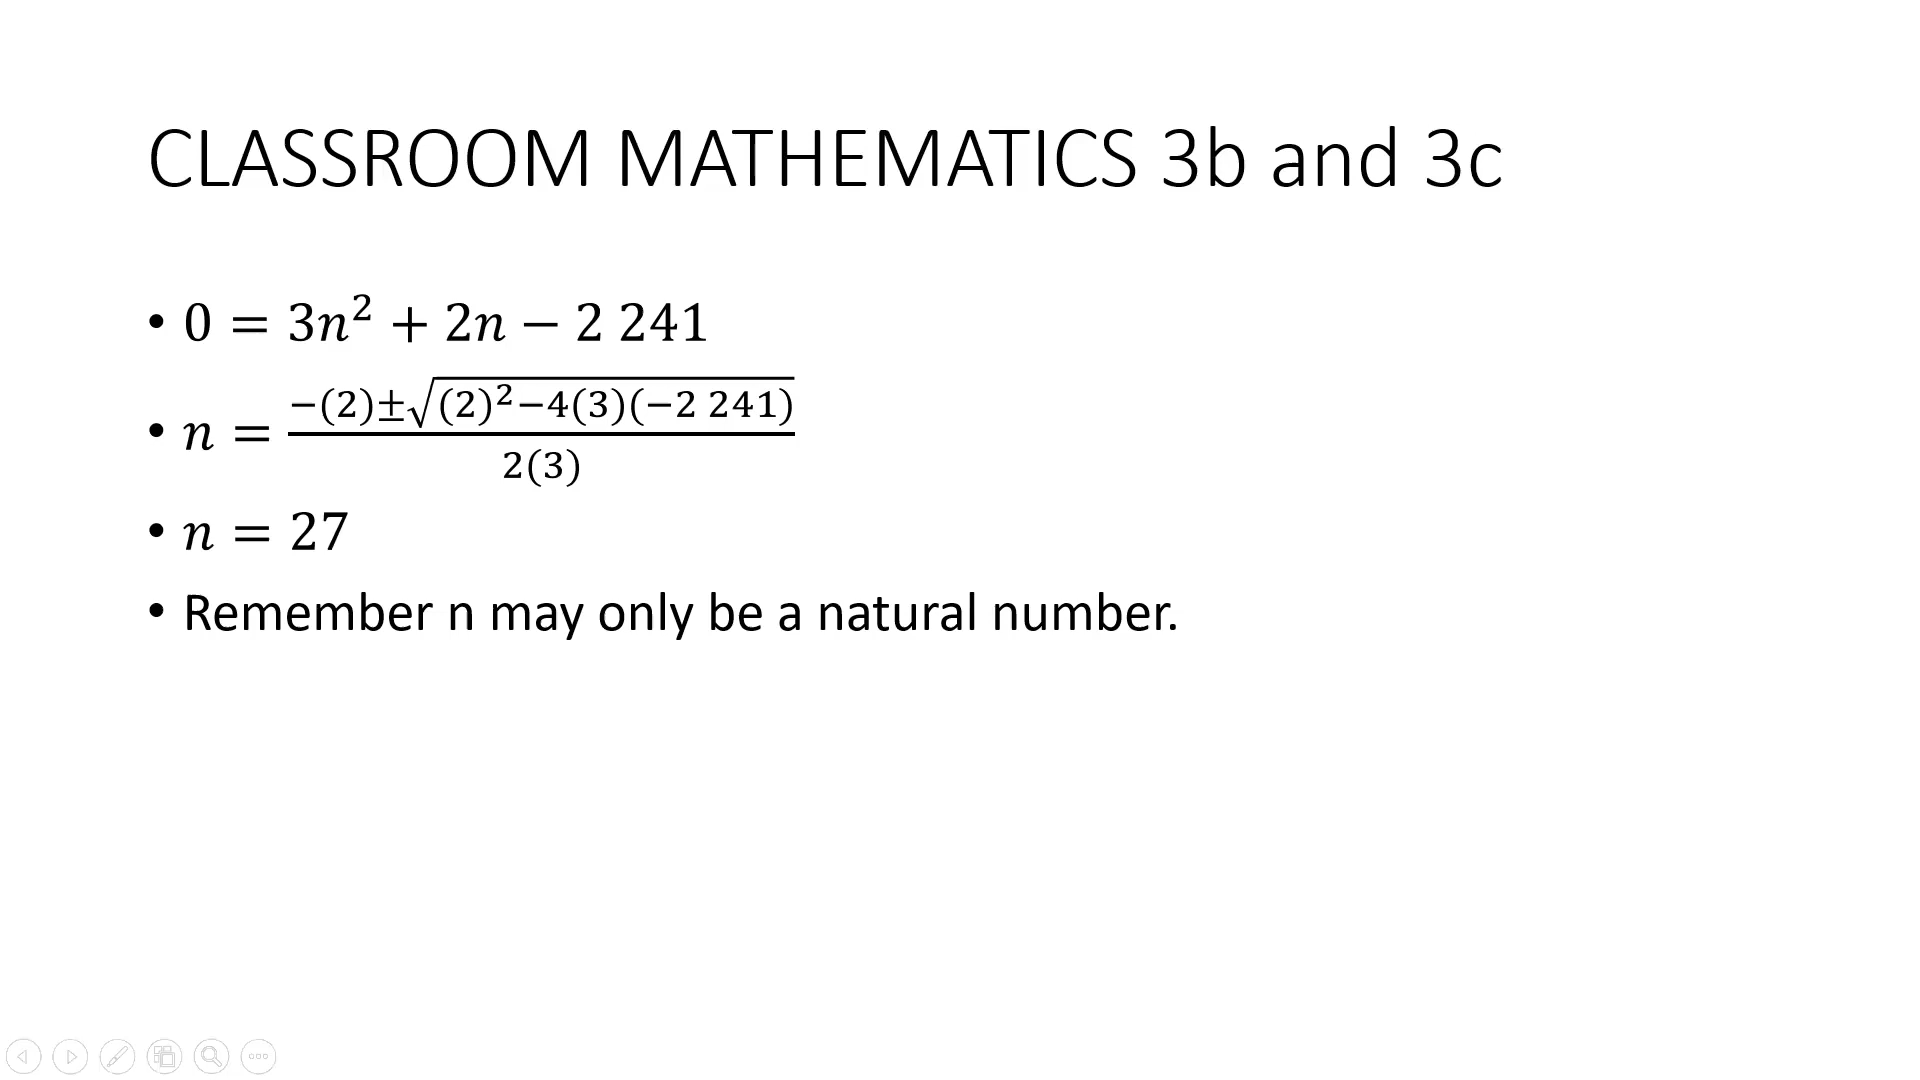 CLASSROOM MATHEMATICS 3b and 3c
• 0 = 3n² + 2n − 2 241
• n = −(2)±√(2)²−4(3)(−2 241)
2(3)
• n = 27
• Remember n may only be a natural number.